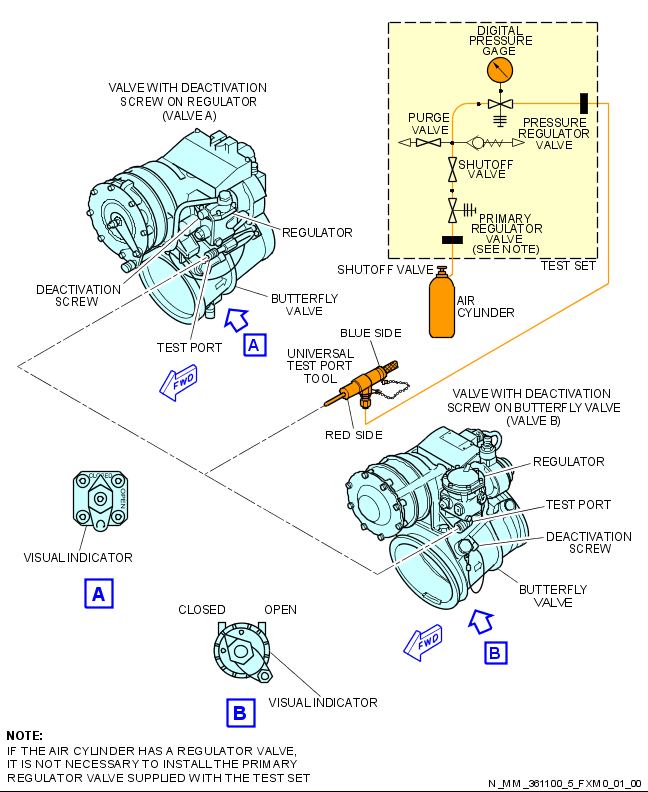 DIGITAL
PRESSURE
GAGE
VALVE WITH DEACTIVATION
SCREW ON REGULATOR
(VALVE A)
PURGE
VALVE
PRESSURE
REGULATOR
VALVE
SHUTOFF
VALVE
PRIMARY
REGULATOR
VALVE
(SEE NOTE)
TEST SET
REGULATOR
SHUTOFF VALVE
DEACTIVATION
SCREW
BUTTERFLY
VALVE
AIR
CYLINDER
TEST PORT
A
BLUE SIDE
UNIVERSAL
TEST PORT
TOOL
FWD
RED SIDE
VALVE WITH DEACTIVATION
SCREW ON BUTTERFLY VALVE
(VALVE B)
REGULATOR
CLOSED
OPEN
TEST PORT
DEACTIVATION
SCREW
VISUAL INDICATOR
A
BUTTERFLY
VALVE
CLOSED
OPEN
FWD
B
VISUAL INDICATOR
B
NOTE:
IF THE AIR CYLINDER HAS A REGULATOR VALVE,
IT IS NOT NECESSARY TO INSTALL THE PRIMARY
REGULATOR VALVE SUPPLIED WITH THE TEST SET
N_MM_361100_5_FXM0_01_00